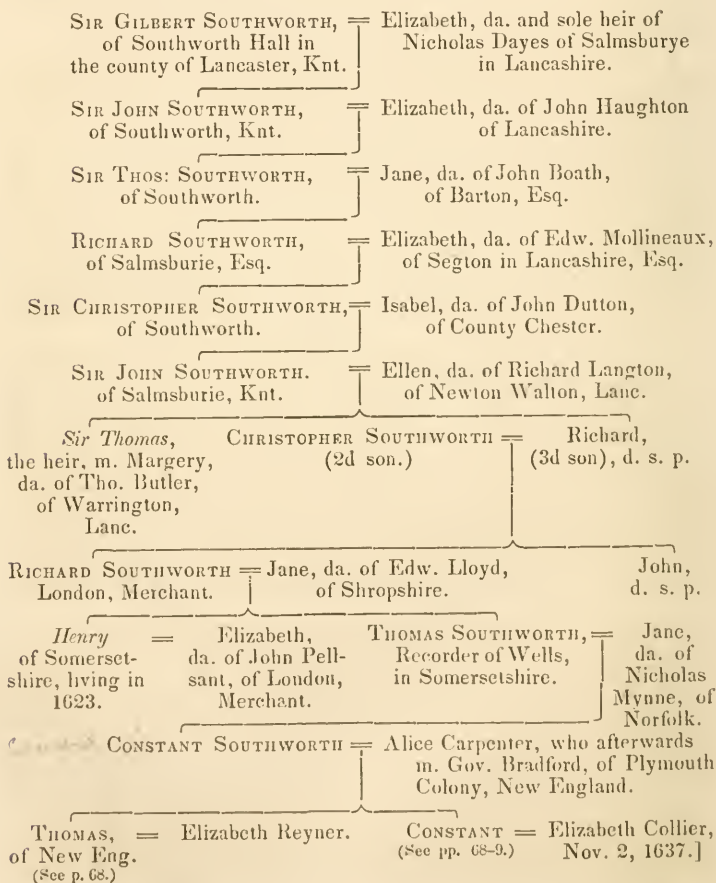 SIR GILBERT SOUTHWORTH, = Elizabeth, da. and sole heir of
of Southworth Hall in Nicholas Dayes of Salmsburye
the county of Lancaster, Knt. in Lancashire.
SIR JOHN SOUTHWORTH, = Elizabeth, da. of John Haughton
of Southworth, Knt. of Lancashire.
SIR THOS: SOUTHWORTH, = Jane, da. of John Boath,
of Southworth. of Barton, Esq.
RICHARD SOUTHWORTH, = Elizabeth, da. of Edw. Mollineaux,
of Salmsburie, Esq. of Segton in Lancashire, Esq.
SIR CHRISTOPHER SOUTHWORTH, = Isabel, da. of John Dutton,
of Southworth. of County Chester.
SIR JOHN SOUTHWORTH. = Ellen, da. of Richard Langton,
of Salmsburie, Knt. of Newton Walton, Lanc.
Sir Thomas,
the heir, m. Margery,
da. of Tho. Butler,
of Warrington,
Lanc.
CHRISTOPHER SOUTHWORTH =
(2d son.)
Richard,
(3d son), d. s. p.
RICHARD SOUTHWORTH = Jane, da. of Edw. Lloyd,
London, Merchant. of Shropshire.
John,
d. s. p.
Henry =
of Somerset-
shire, living in
1623.
Elizabeth,
da. of John Pell-
sant, of London,
Merchant.
THOMAS SOUTHWORTH, =
Recorder of Wells,
in Somersetshire.
Jane,
da. of
Nicholas
Mynne, of
Norfolk.
CONSTANT SOUTHWORTH = Alice Carpenter, who afterwards
m. Gov. Bradford, of Plymouth
Colony, New England.
THOMAS, = Elizabeth Reyner.
of New Eng.
(See p. 68.)
CONSTANT = Elizabeth Collier,
(See pp. 68-9.) Nov. 2, 1637.]